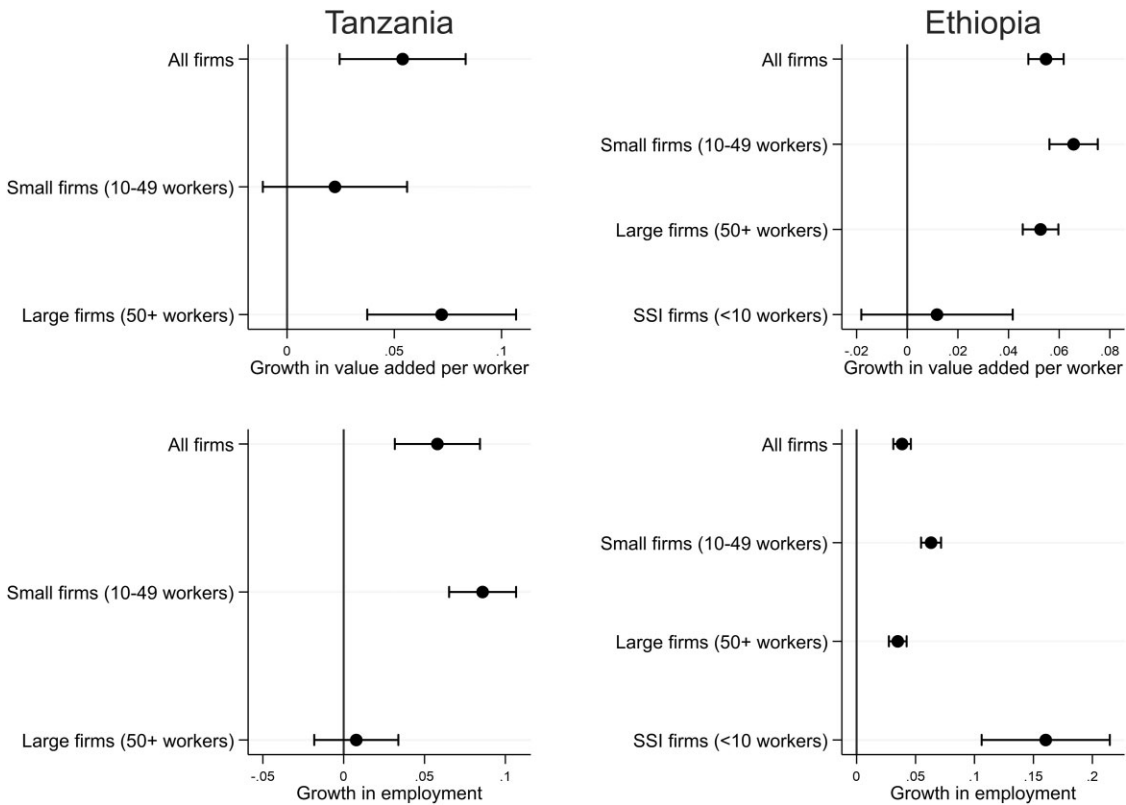 Tanzania
All firms
Small firms (10-49 workers)
Large firms (50+ workers)
0 .05 .1
Growth in value added per worker
Ethiopia
All firms
Small firms (10-49 workers)
Large firms (50+ workers)
SSI firms (<10 workers)
-.02 0 .02 .04 .06 .08
Growth in value added per worker
All firms
Small firms (10-49 workers)
Large firms (50+ workers)
-.05 0 .05 .1
Growth in employment
All firms
Small firms (10-49 workers)
Large firms (50+ workers)
SSI firms (<10 workers)
0 .05 .1 .15 .2
Growth in employment